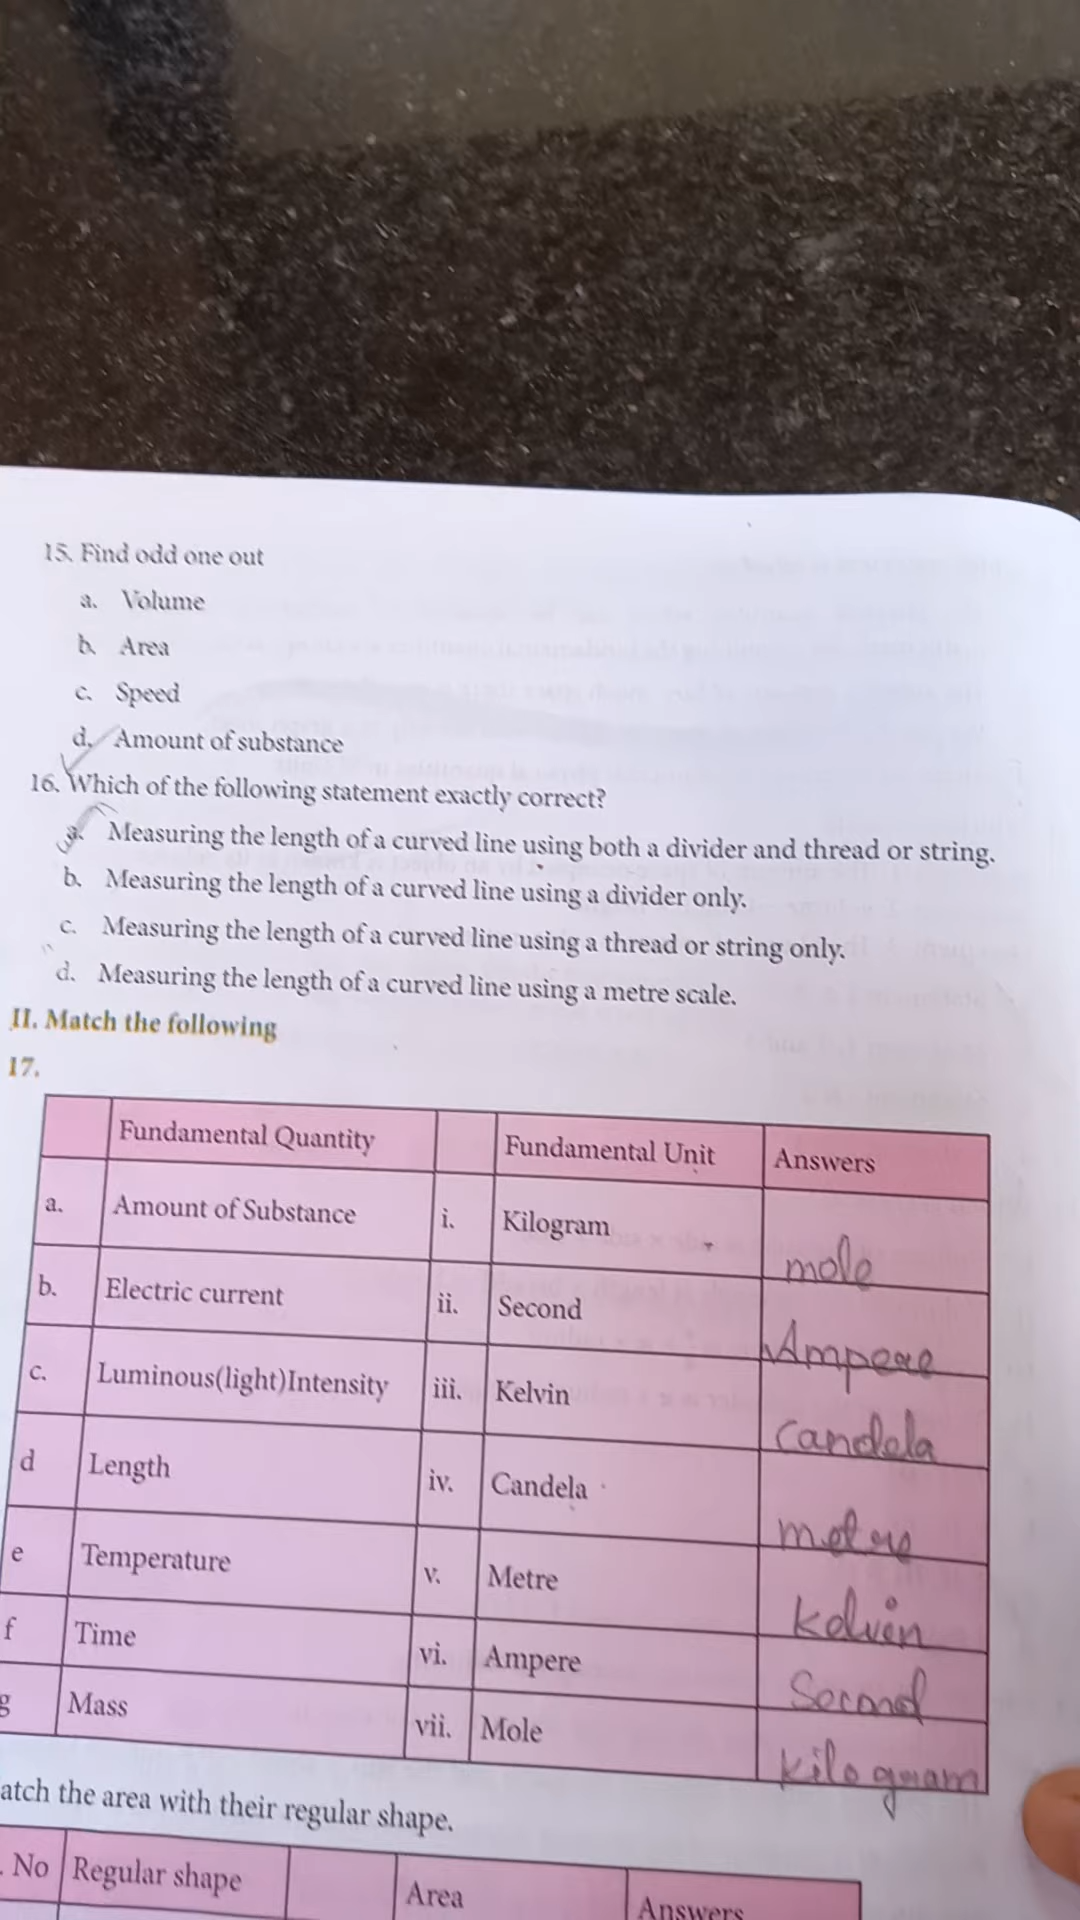 15. Find odd one out
a. Volume
b. Area
c. Speed
d. Amount of substance
16. Which of the following statement exactly correct?
a. Measuring the length of a curved line using both a divider and thread or string.
b. Measuring the length of a curved line using a divider only.
c. Measuring the length of a curved line using a thread or string only.
d. Measuring the length of a curved line using a metre scale.
II. Match the following
17.
Fundamental Quantity Fundamental Unit Answers
a. Amount of Substance i. Kilogram mole
b. Electric current ii. Second Ampere
c. Luminous(light)Intensity iii. Kelvin Candela
d Length iv. Candela metre
e Temperature v. Metre Kelvin
f Time vi. Ampere Second
g Mass vii. Mole kilogram
atch the area with their regular shape.
. No Regular shape Area Answers